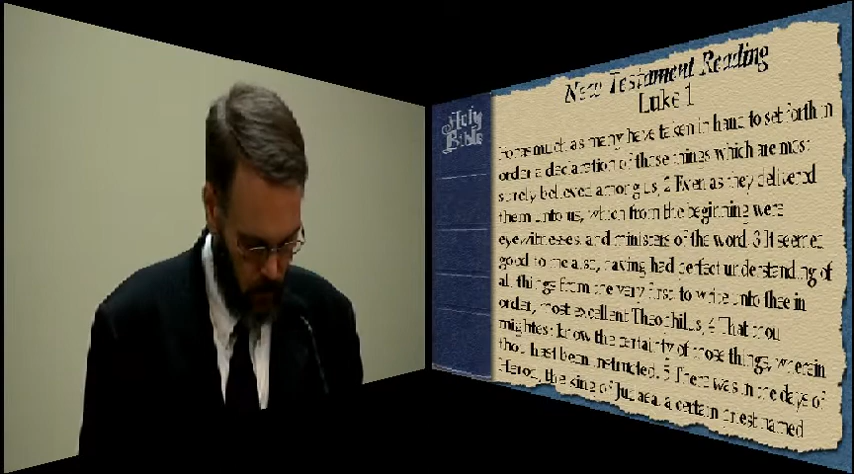 New Testament Reading
Luke 1
Holy
Bible
Forasmuch as many have taken in hand to set forth in
order a declaration of those things which are most
surely believed among us, 2 Even as they delivered
them unto us, which from the beginning were
eyewitnesses, and ministers of the word. 3 It seemed
good to me also, having had perfect understanding of
all things from the very first, to write unto thee in
order, most excellent Theophilus, 4 That thou
mightest know the certainty of those things, wherein
thou hast been instructed. 5 There was in the days of
Herod, the king of Judaea, a certain priest named